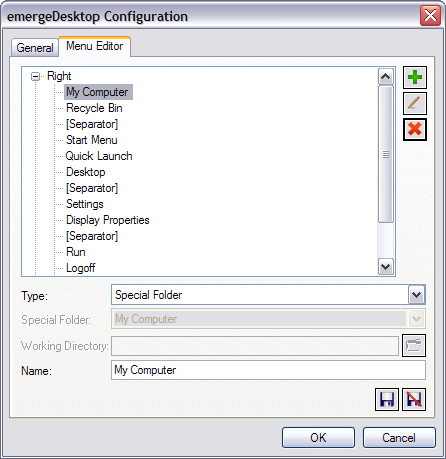 emergeDesktop Configuration
General Menu Editor
Right
My Computer
Recycle Bin
[Separator]
Start Menu
Quick Launch
Desktop
[Separator]
Settings
Display Properties
[Separator]
Run
Logoff
Type: Special Folder
Special Folder: My Computer
Working Directory:
Name: My Computer
OK Cancel